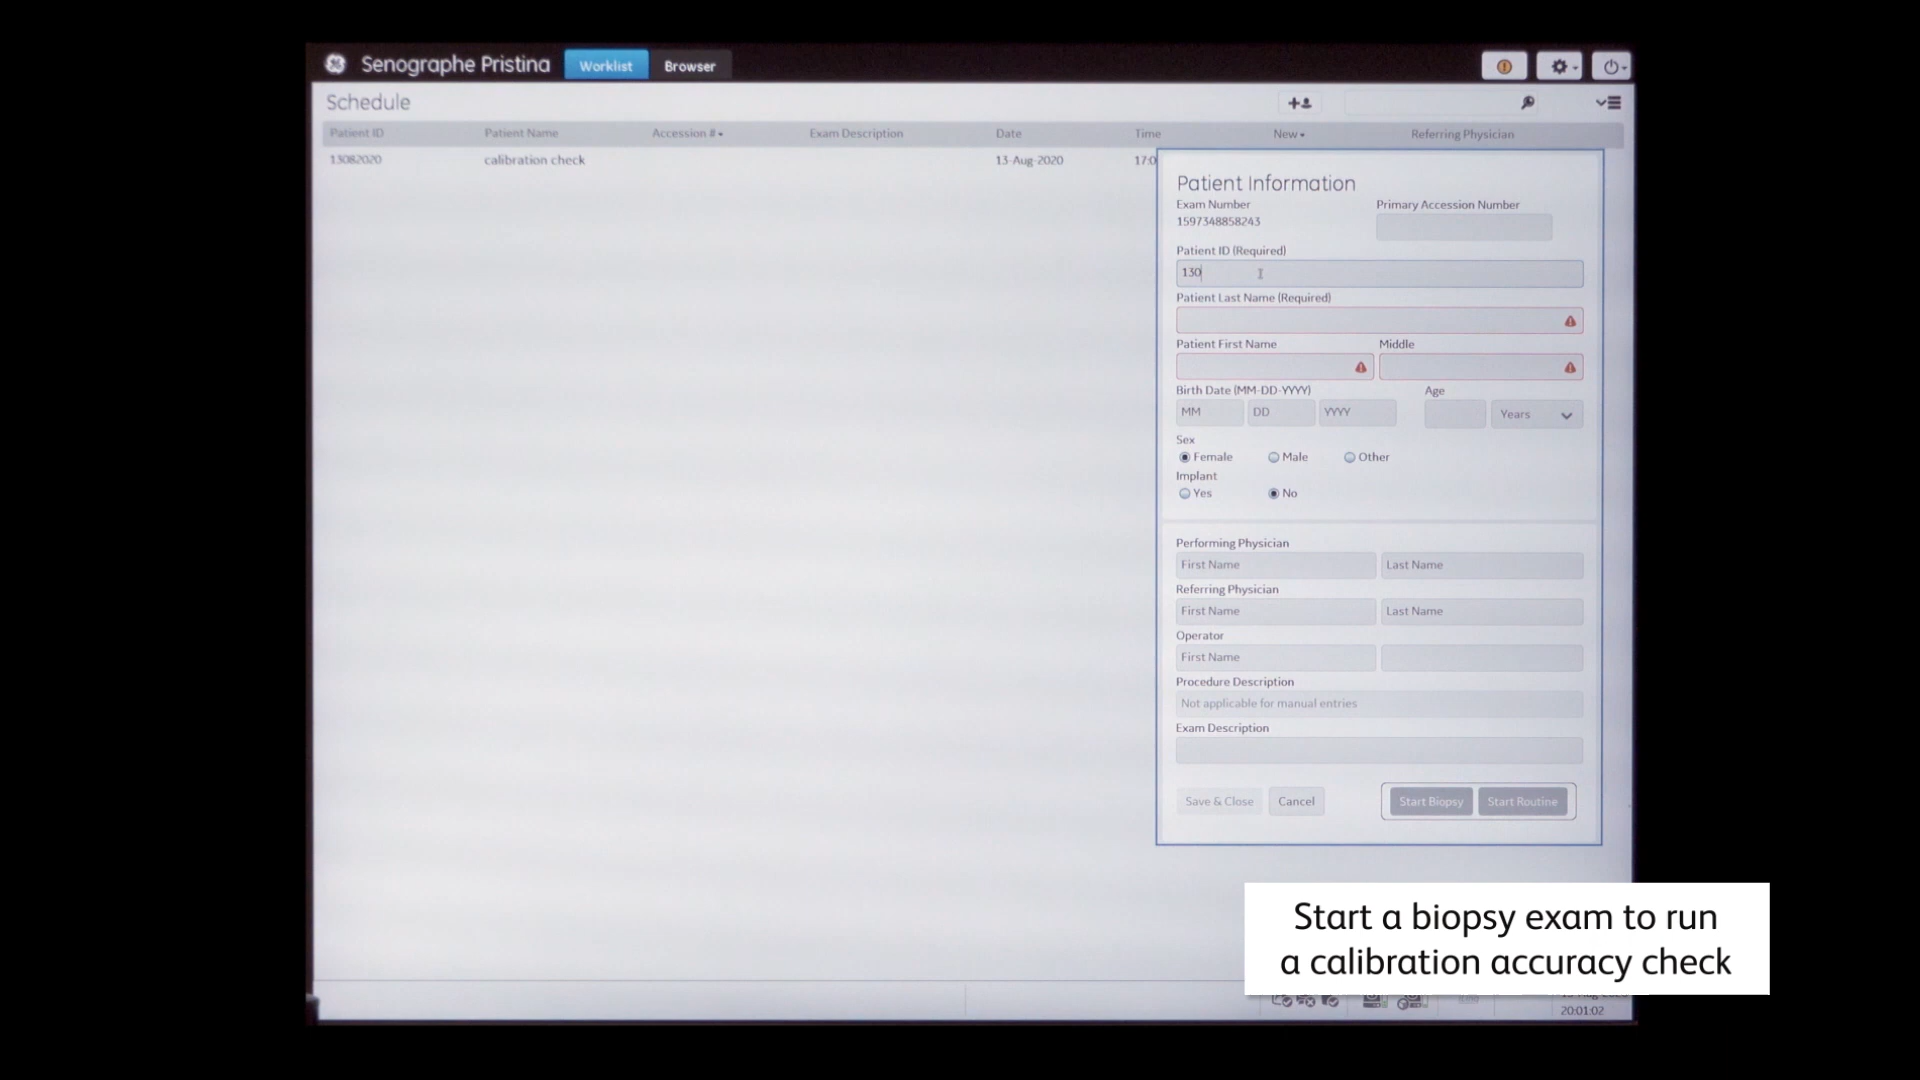 Senographe Pristina
Worklist
Browser
Schedule
Patient ID
Patient Name
Accession #
Exam Description
Date
Time
New
Referring Physician
13082020
calibration check
13-Aug-2020
17:0
Patient Information
Exam Number
Primary Accession Number
1597348858243
Patient ID (Required)
130
Patient Last Name (Required)
Patient First Name
Middle
Birth Date (MM-DD-YYYY)
Age
MM
DD
YYYY
Years
Sex
Female
Male
Other
Implant
Yes
No
Performing Physician
First Name
Last Name
Referring Physician
First Name
Last Name
Operator
First Name
Procedure Description
Not applicable for manual entries
Exam Description
Save & Close
Cancel
Start Biopsy
Start Routine
Start a biopsy exam to run
a calibration accuracy check
20:01:02